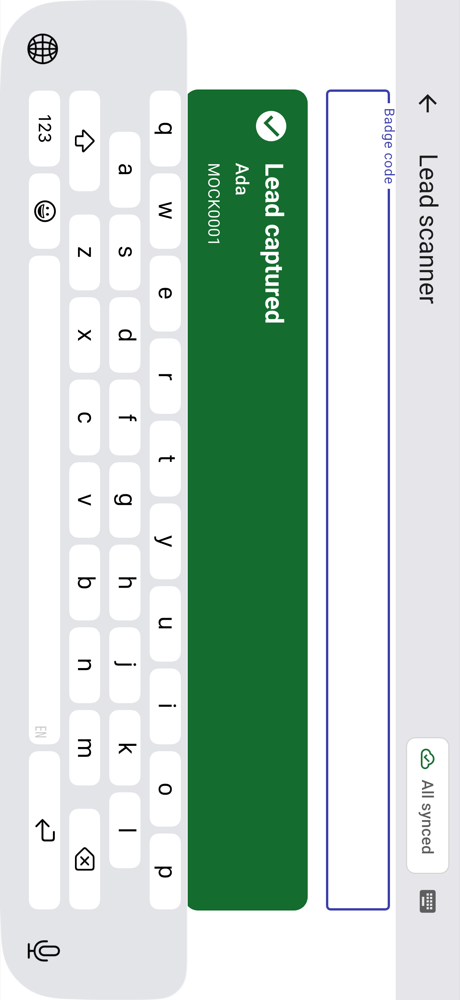 Lead scanner
All synced
Badge code
Lead captured
Ada
MOCK0001
q w e r t y u i o p
a s d f g h j k l
z x c v b n m
123
EN